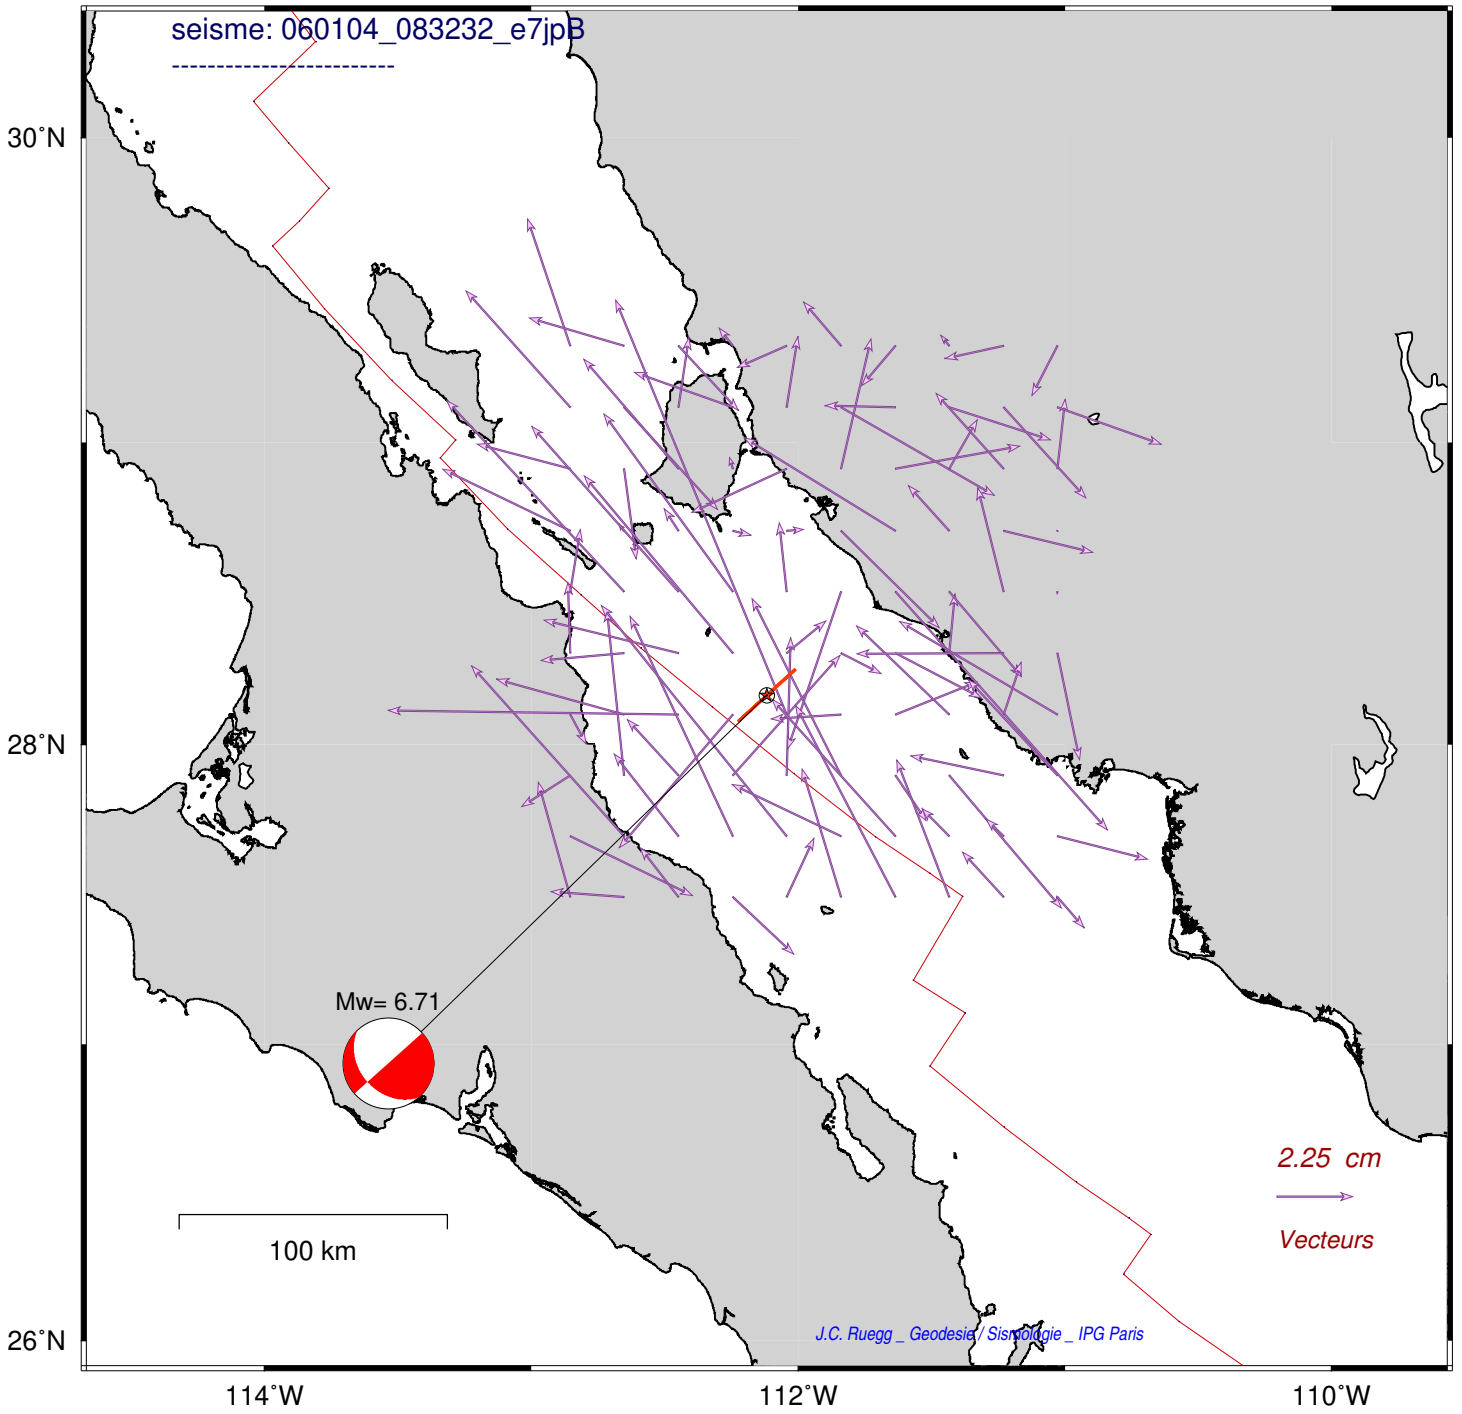 seisme: 060104_083232_e7jpB
------------------------
30°N
28°N
Mw= 6.71
2.25 cm
100 km
Vecteurs
26°N
J.C. Ruegg _ Geodesie / Sismologie _ IPG Paris
114°W
112°W
110°W